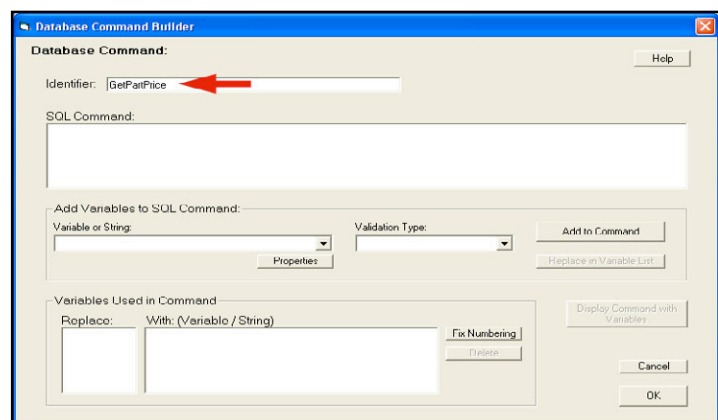 Database Command Builder
Database Command:
Help
Identifier: GetPartPrice
SQL Command:
Add Variables to SQL Command:
Variable or String:
Validation Type:
Add to Command
Properties
Replace in Variable List
Variables Used in Command
Replace: With: (Variable / String)
Fix Numbering
Delete
Display Command with
Variables
Cancel
OK